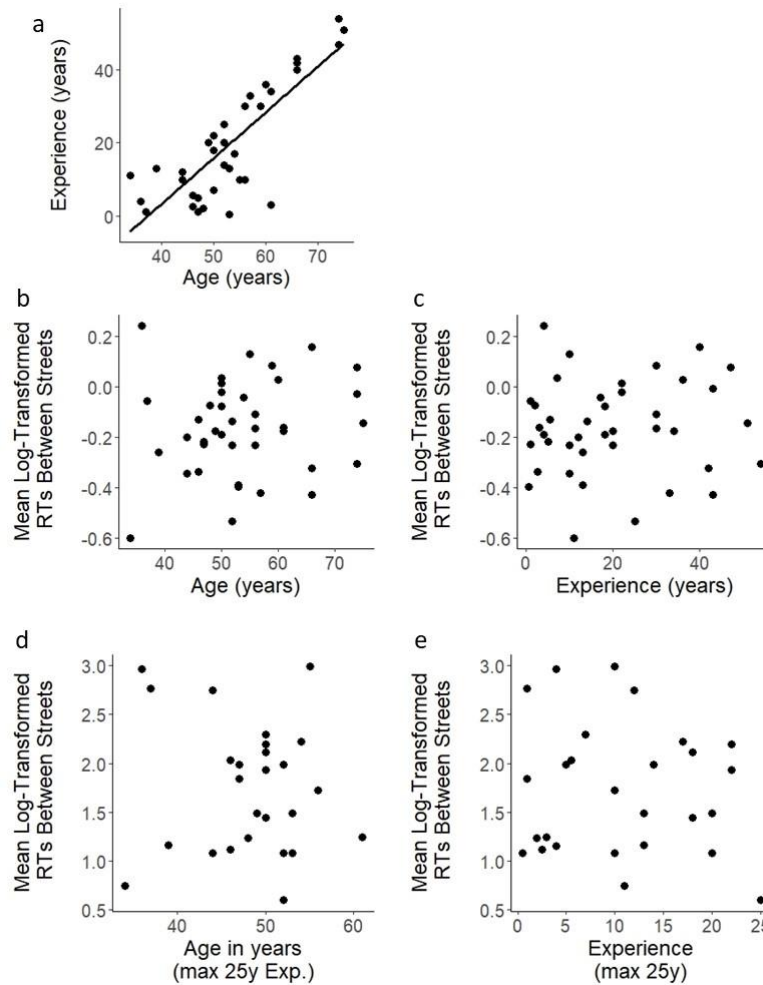 a
Experience (years)
40
20
0
40 50 60 70
Age (years)
b
Mean Log-Transformed
RTs Between Streets
0.2
0.0
-0.2
-0.4
-0.6
40 50 60 70
Age (years)
c
Mean Log-Transformed
RTs Between Streets
0.2
0.0
-0.2
-0.4
-0.6
0 20 40
Experience (years)
d
Mean Log-Transformed
RTs Between Streets
3.0
2.5
2.0
1.5
1.0
0.5
40 50 60
Age in years
(max 25y Exp.)
e
Mean Log-Transformed
RTs Between Streets
3.0
2.5
2.0
1.5
1.0
0.5
0 5 10 15 20 25
Experience
(max 25y)